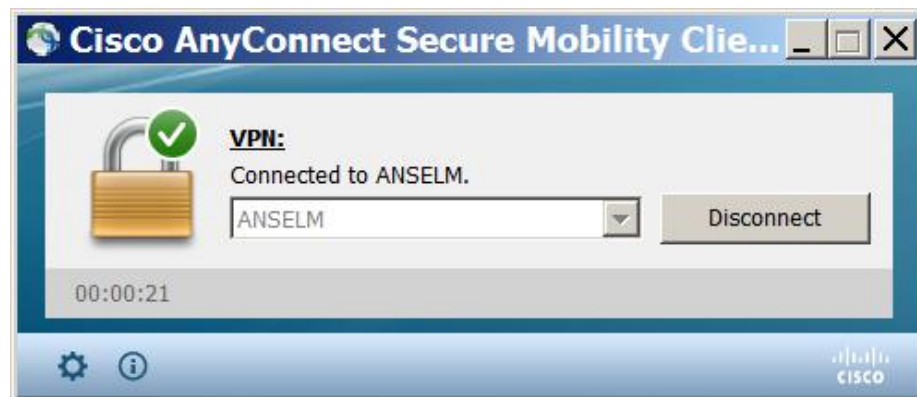 Cisco AnyConnect Secure Mobility Clie...
VPN:
Connected to ANSELM.
ANSELM
Disconnect
00:00:21
CISCO